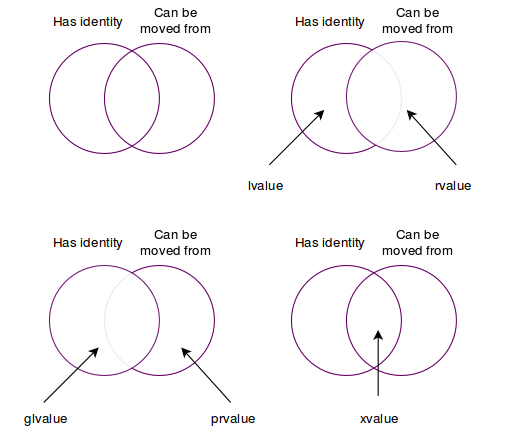 Has identity
Can be
moved from
Has identity
Can be
moved from
lvalue
rvalue
Has identity
Can be
moved from
Has identity
Can be
moved from
glvalue
prvalue
xvalue